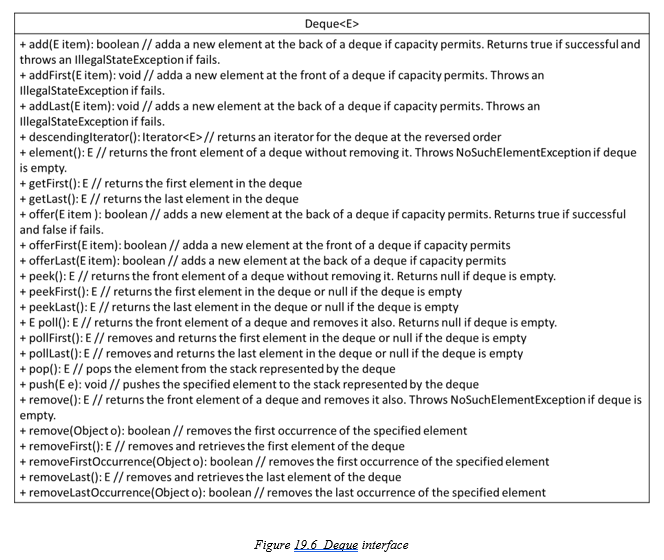 Deque<E>
+ add(E item): boolean // adda a new element at the back of a deque if capacity permits. Returns true if successful and
throws an IllegalStateException if fails.
+ addFirst(E item): void // adda a new element at the front of a deque if capacity permits. Throws an
IllegalStateException if fails.
+ addLast(E item): void // adds a new element at the back of a deque if capacity permits. Throws an
IllegalStateException if fails.
+ descendingIterator(): Iterator<E> // returns an iterator for the deque at the reversed order
+ element(): E // returns the front element of a deque without removing it. Throws NoSuchElementException if deque
is empty.
+ getFirst(): E // returns the first element in the deque
+ getLast(): E // returns the last element in the deque
+ offer(E item ): boolean // adds a new element at the back of a deque if capacity permits. Returns true if successful
and false if fails.
+ offerFirst(E item): boolean // adda a new element at the front of a deque if capacity permits
+ offerLast(E item): boolean // adds a new element at the back of a deque if capacity permits
+ peek(): E // returns the front element of a deque without removing it. Returns null if deque is empty.
+ peekFirst(): E // returns the first element in the deque or null if the deque is empty
+ peekLast(): E // returns the last element in the deque or null if the deque is empty
+ E poll(): E // returns the front element of a deque and removes it also. Returns null if deque is empty.
+ pollFirst(): E // removes and returns the first element in the deque or null if the deque is empty
+ pollLast(): E // removes and returns the last element in the deque or null if the deque is empty
+ pop(): E // pops the element from the stack represented by the deque
+ push(E e): void // pushes the specified element to the stack represented by the deque
+ remove(): E // returns the front element of a deque and removes it also. Throws NoSuchElementException if deque is
empty.
+ remove(Object o): boolean // removes the first occurrence of the specified element
+ removeFirst(): E // removes and retrieves the first element of the deque
+ removeFirstOccurrence(Object o): boolean // removes the first occurrence of the specified element
+ removeLast(): E // removes and retrieves the last element of the deque
+ removeLastOccurrence(Object o): boolean // removes the last occurrence of the specified element
Figure 19.6 Deque interface